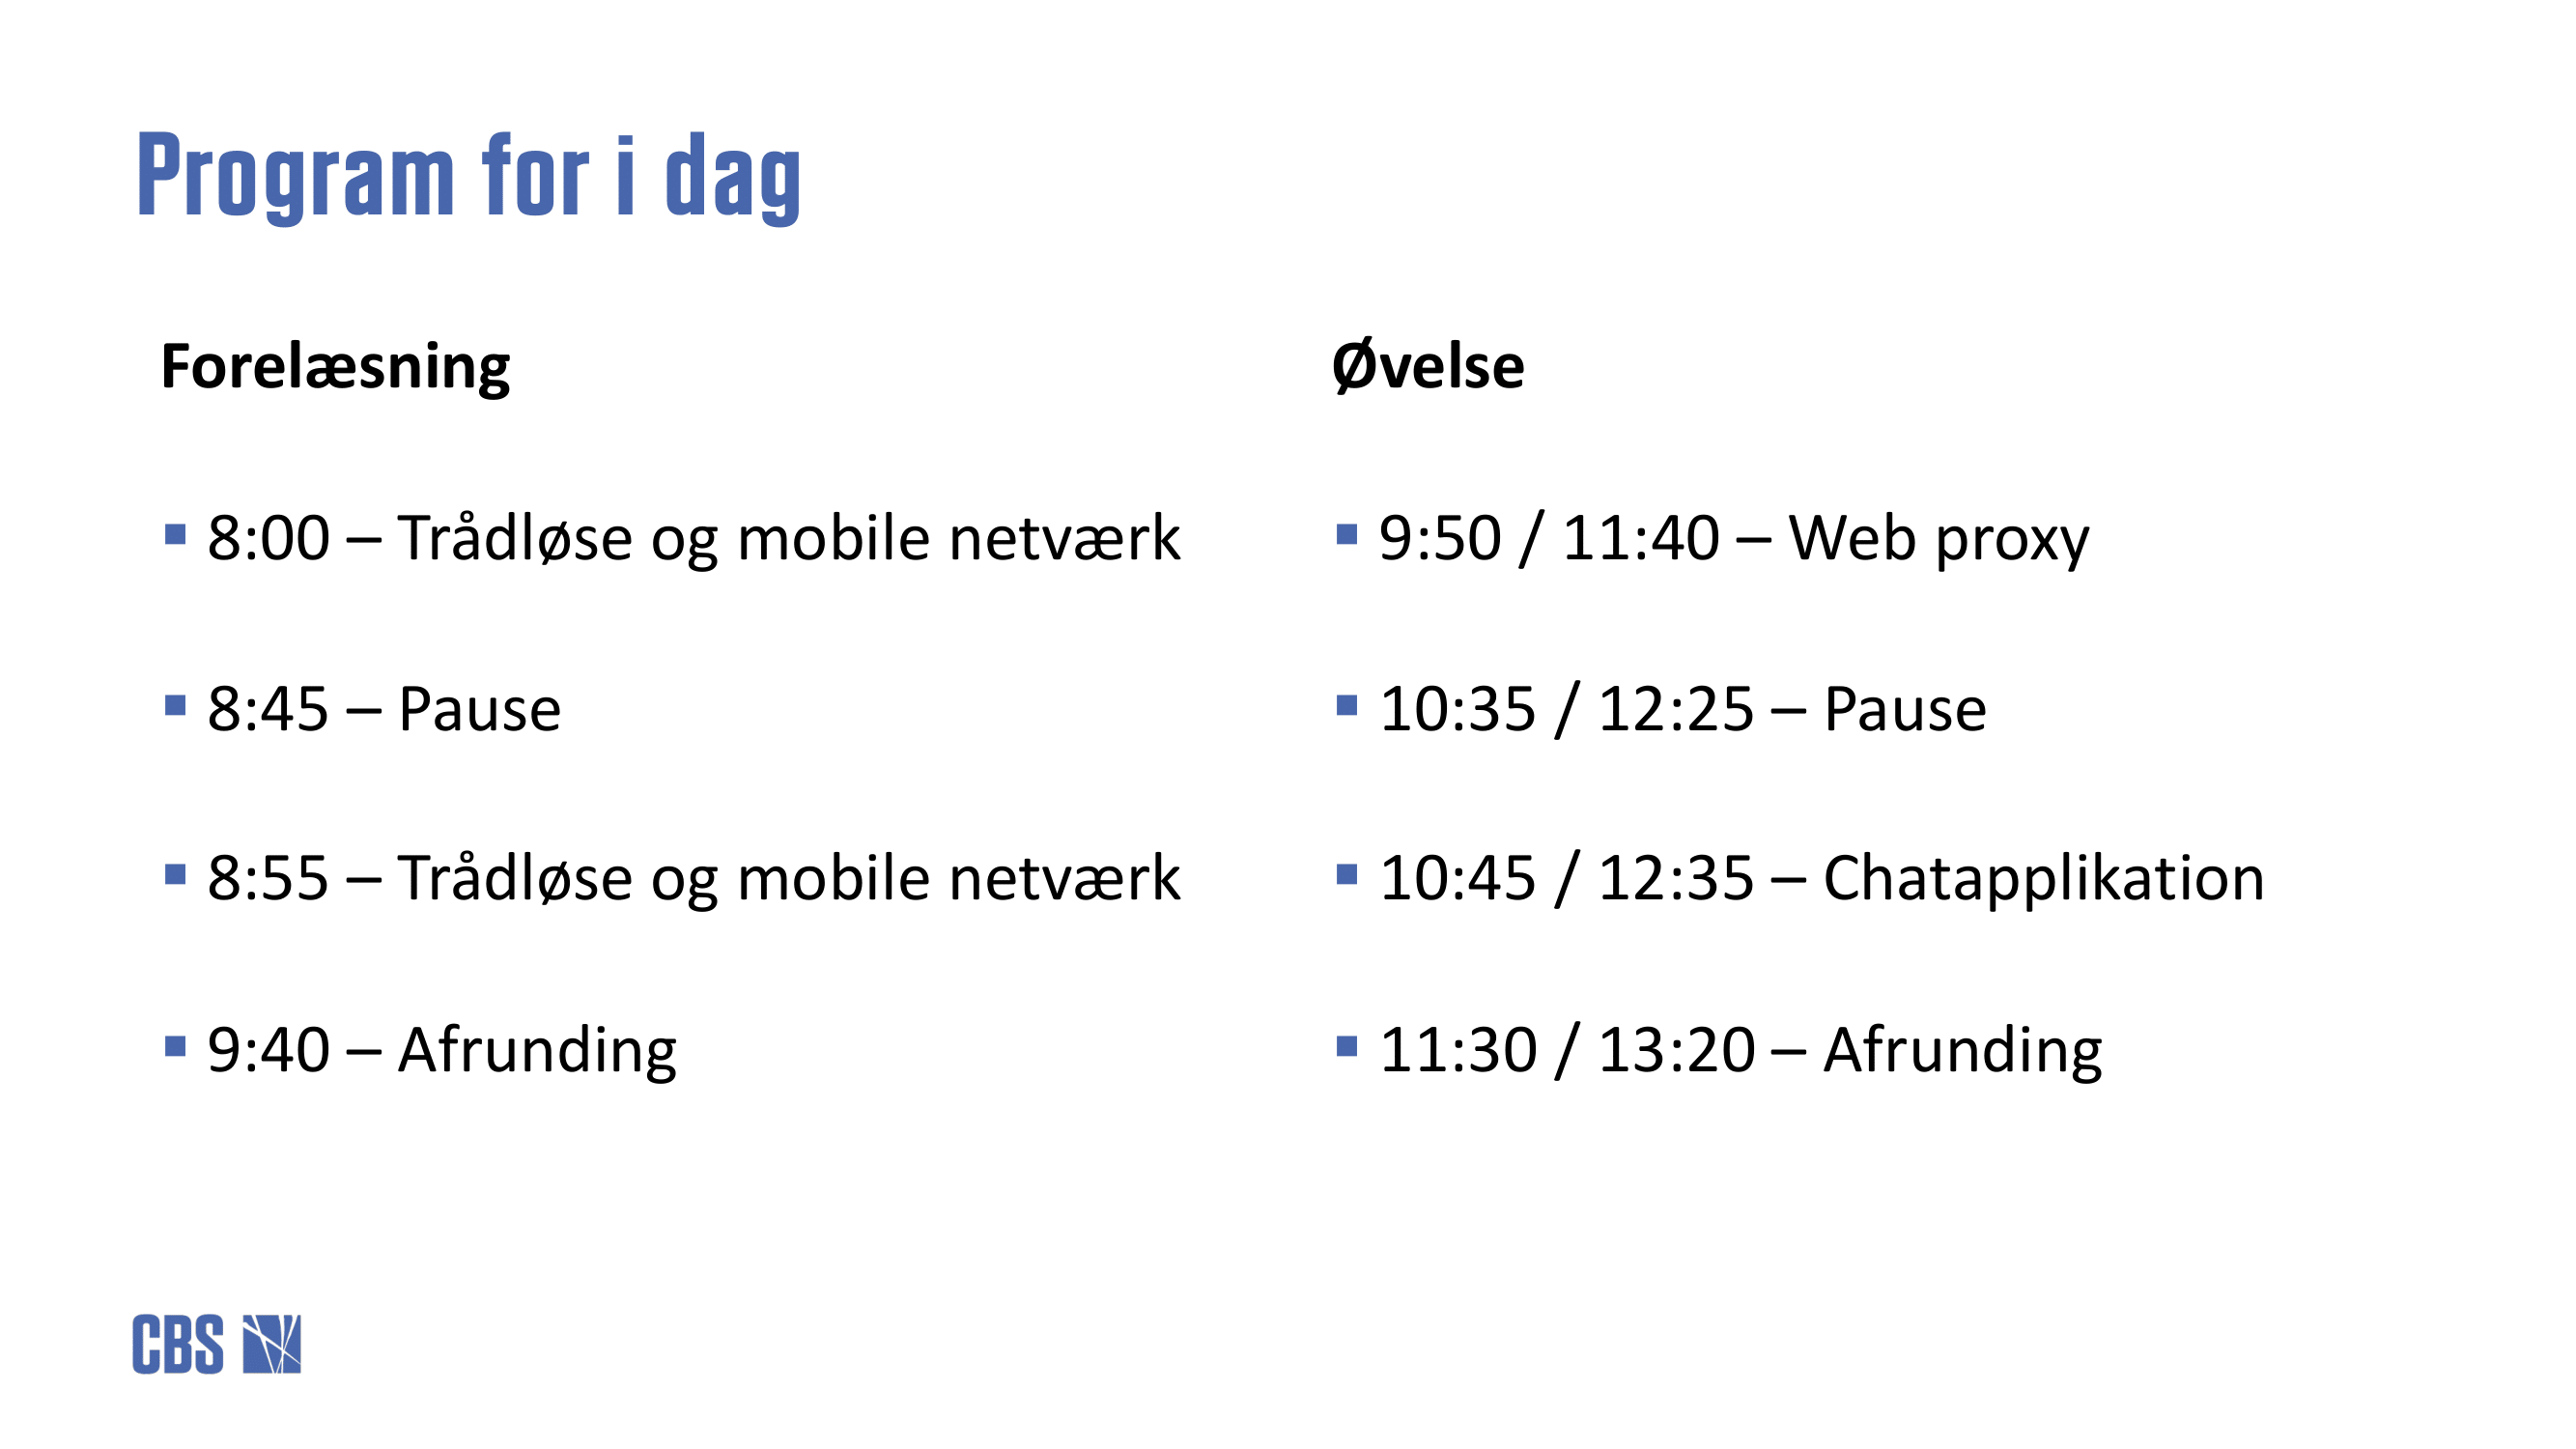 Program for i dag
Forelæsning
▪ 8:00 – Trådløse og mobile netværk
▪ 8:45 – Pause
▪ 8:55 – Trådløse og mobile netværk
▪ 9:40 – Afrunding
Øvelse
▪ 9:50 / 11:40 – Web proxy
▪ 10:35 / 12:25 – Pause
▪ 10:45 / 12:35 – Chatapplikation
▪ 11:30 / 13:20 – Afrunding
CBS